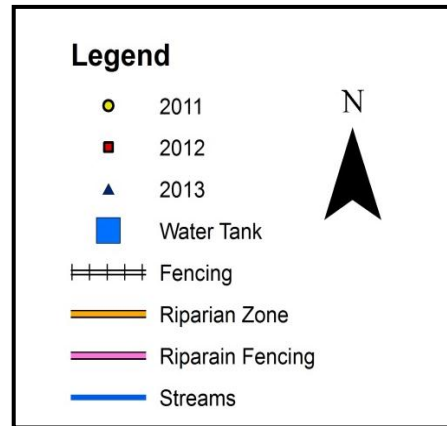 Legend
2011
2012
2013
Water Tank
Fencing
Riparian Zone
Riparain Fencing
Streams
N